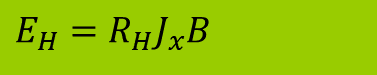 E_H = R_H J_x B